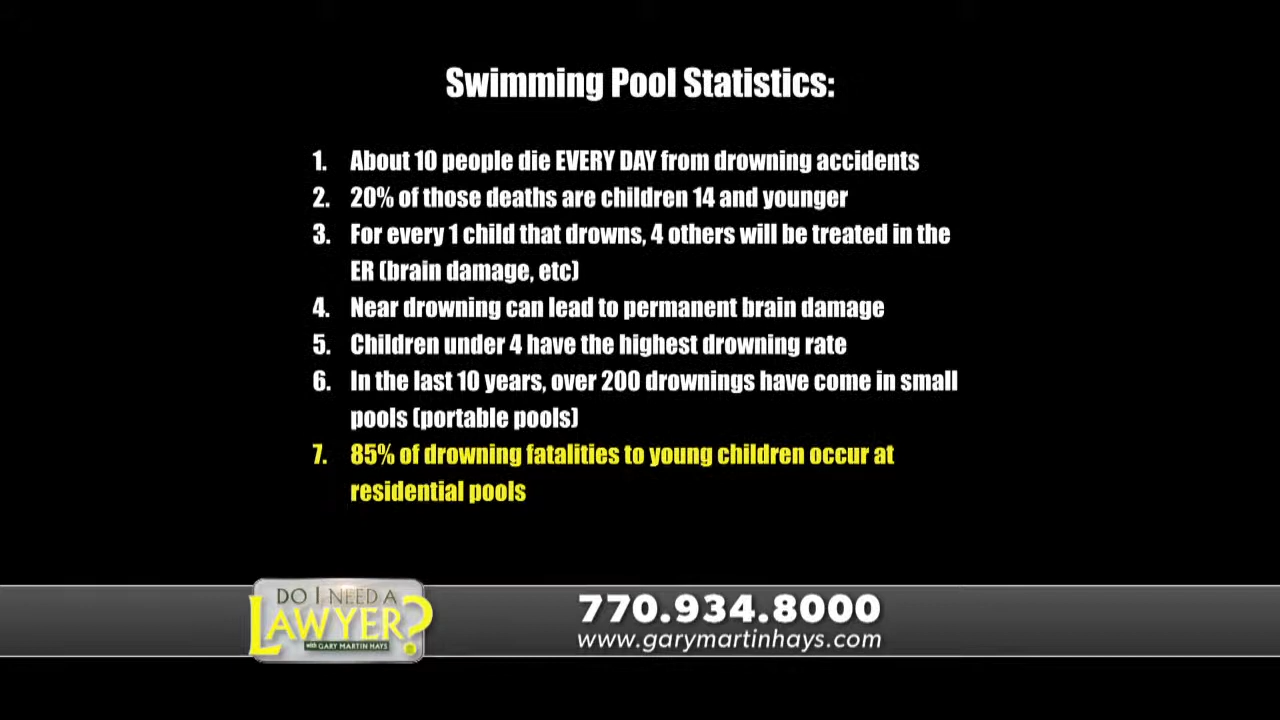 Swimming Pool Statistics:
1. About 10 people die EVERY DAY from drowning accidents
2. 20% of those deaths are children 14 and younger
3. For every 1 child that drowns, 4 others will be treated in the
ER (brain damage, etc)
4. Near drowning can lead to permanent brain damage
5. Children under 4 have the highest drowning rate
6. In the last 10 years, over 200 drownings have come in small
pools (portable pools)
7. 85% of drowning fatalities to young children occur at
residential pools
DO I NEED A
LAWYER?
with GARY MARTIN HAYS
770.934.8000
www.garymartinhays.com